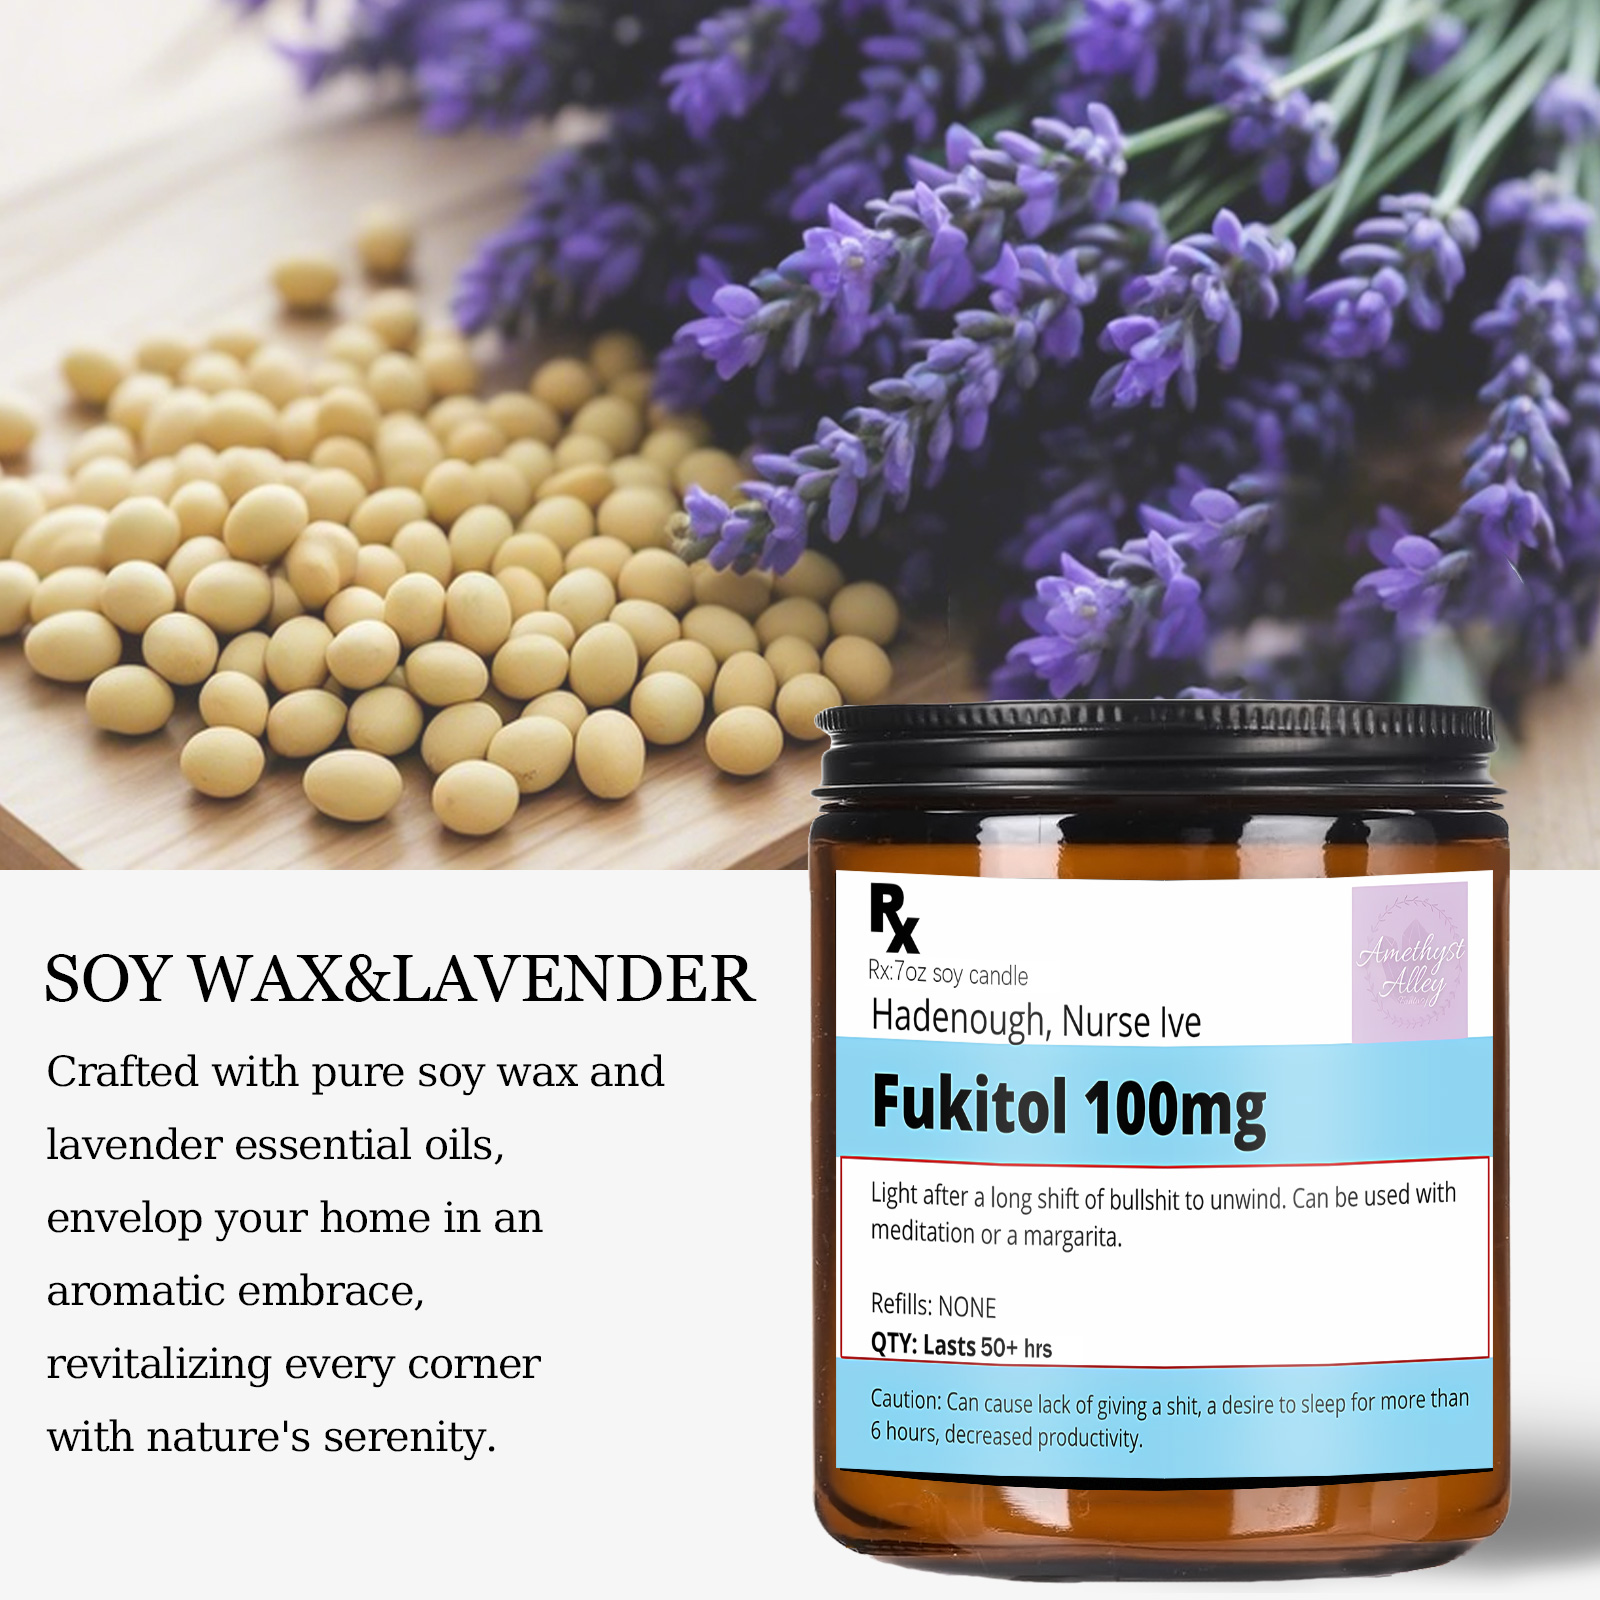 SOY WAX&LAVENDER
Crafted with pure soy wax and
lavender essential oils,
envelop your home in an
aromatic embrace,
revitalizing every corner
with nature's serenity.
Rx
Rx:7oz soy candle
Hadenough, Nurse Ive
Amethyst
Alley
Fukitol 100mg
Light after a long shift of bullshit to unwind. Can be used with
meditation or a margarita.
Refills: NONE
QTY: Lasts 50+ hrs
Caution: Can cause lack of giving a shit, a desire to sleep for more than
6 hours, decreased productivity.